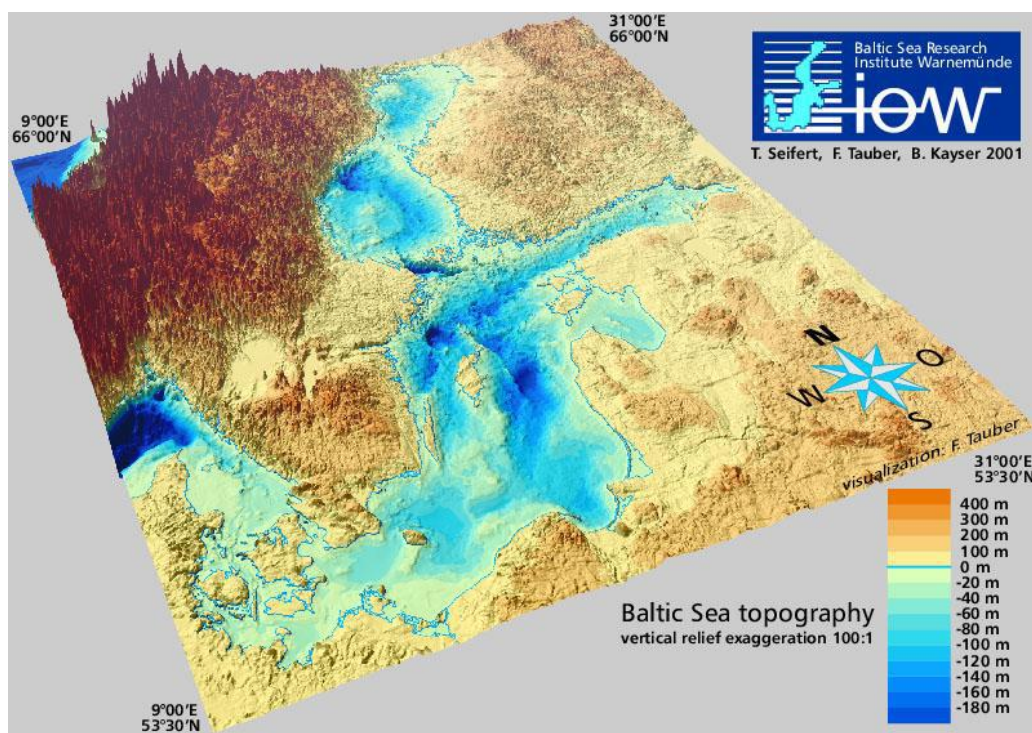 31°00'E
66°00'N
Baltic Sea Research
Institute Warnemünde
iow
T. Seifert, F. Tauber, B. Kayser 2001
9°00'E
66°00'N
N
O
W
S
visualization: F. Tauber
31°00'E
53°30'N
400 m
300 m
200 m
100 m
0 m
-20 m
-40 m
-60 m
-80 m
-100 m
-120 m
-140 m
-160 m
-180 m
Baltic Sea topography
vertical relief exaggeration 100:1
9°00'E
53°30'N